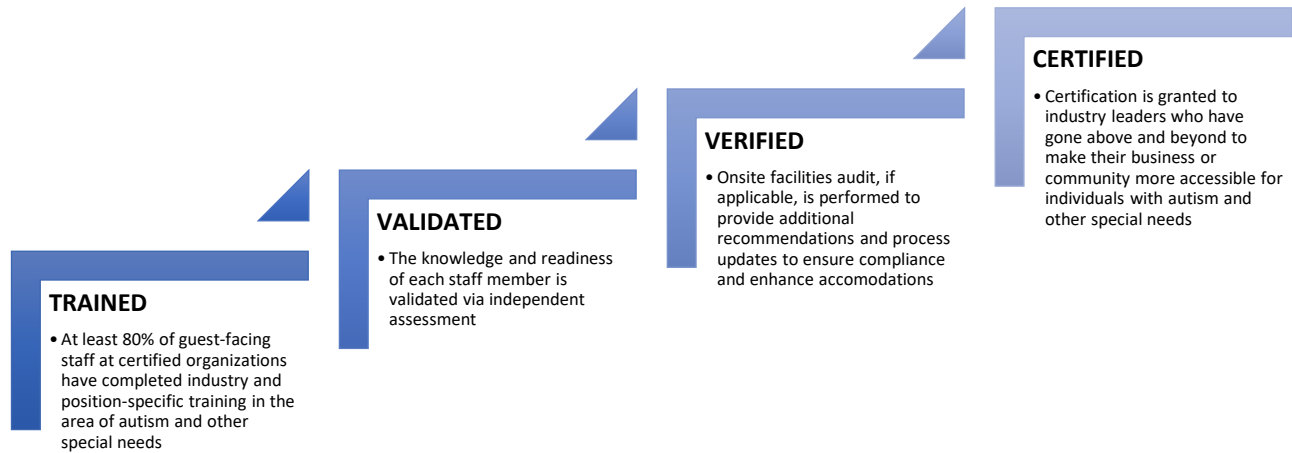 TRAINED
• At least 80% of guest-facing
staff at certified organizations
have completed industry and
position-specific training in the
area of autism and other
special needs
VALIDATED
• The knowledge and readiness
of each staff member is
validated via independent
assessment
VERIFIED
• Onsite facilities audit, if
applicable, is performed to
provide additional
recommendations and process
updates to ensure compliance
and enhance accomodations
CERTIFIED
• Certification is granted to
industry leaders who have
gone above and beyond to
make their business or
community more accessible for
individuals with autism and
other special needs